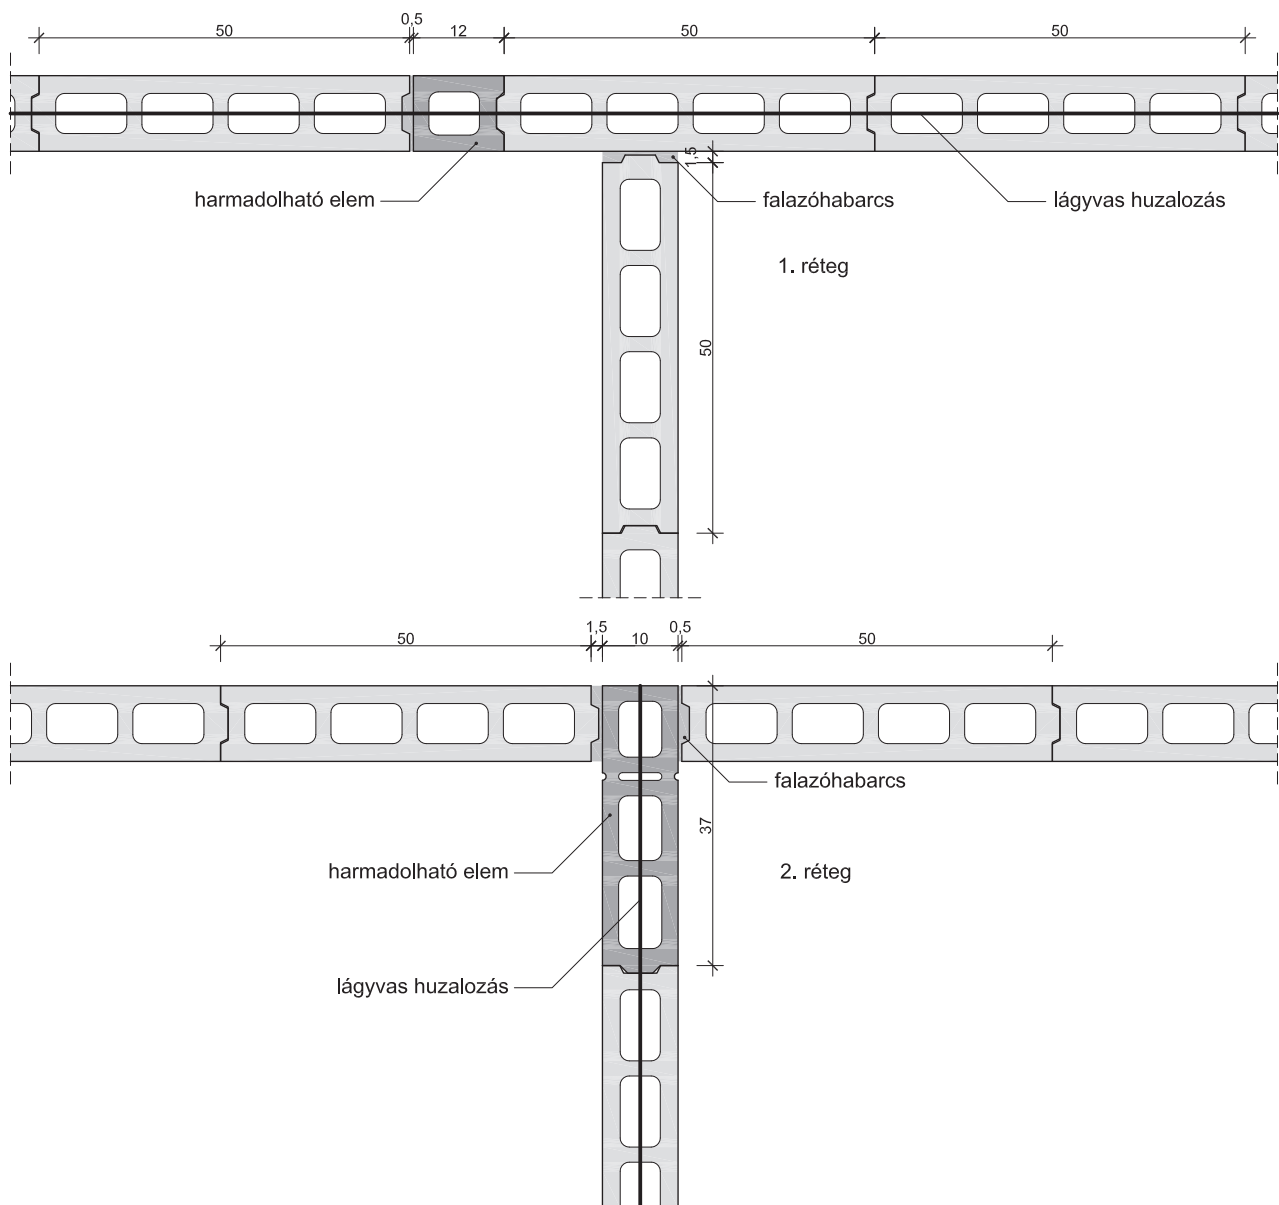 0,5
50 12 50 50
1,5
harmadolható elem
falazóhabarcs
lágyvas huzalozás
1. réteg
50
1,5 0,5
50 10 50
falazóhabarcs
37
harmadolható elem
2. réteg
lágyvas huzalozás